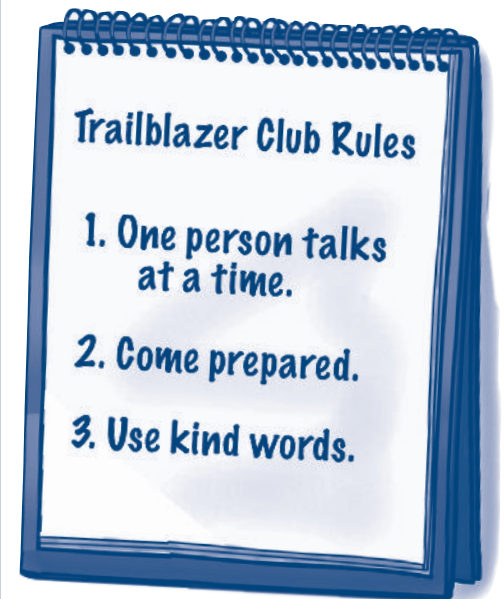 Trailblazer Club Rules
1. One person talks
at a time.
2. Come prepared.
3. Use kind words.